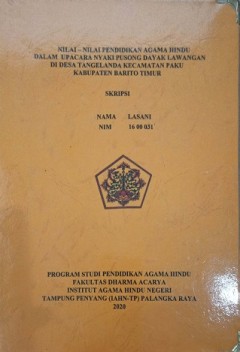 NILAI – NILAI PENDIDIKAN AGAMA HINDU
DALAM UPACARA NYAKI PUSONG DAYAK LAWANGAN
DI DESA TANGELANDA KECAMATAN PAKU
KABUPATEN BARITO TIMUR
SKRIPSI
NAMA LASANI
NIM 16 00 031
PROGRAM STUDI PENDIDIKAN AGAMA HINDU
FAKULTAS DHARMA ACARYA
INSTITUT AGAMA HINDU NEGERI
TAMPUNG PENYANG (IAHN-TP) PALANGKA RAYA
2020